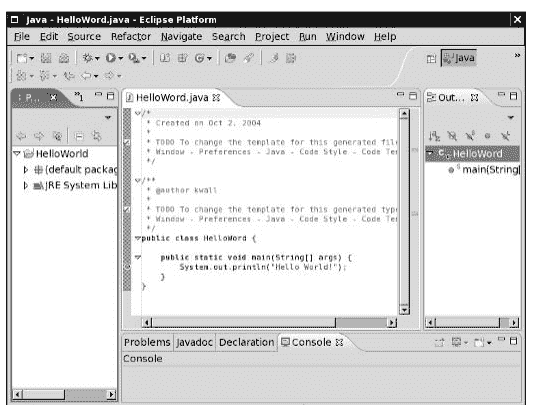 Java - HelloWord.java - Eclipse Platform
File Edit Source Refactor Navigate Search Project Run Window Help
Java »
P... »1
HelloWorld
(default packag
JRE System Lib
HelloWord.java
/*
* Created on Oct 2, 2004
*
* TODO To change the template for this generated file
* Window - Preferences - Java - Code Style - Code Tem
*/
/**
* @author kwall
*
* TODO To change the template for this generated type
* Window - Preferences - Java - Code Style - Code Tem
*/
public class HelloWord {
public static void main(String[] args) {
System.out.println("Hello World!");
}
}
Out...
HelloWord
main(String[
Problems Javadoc Declaration Console
Console